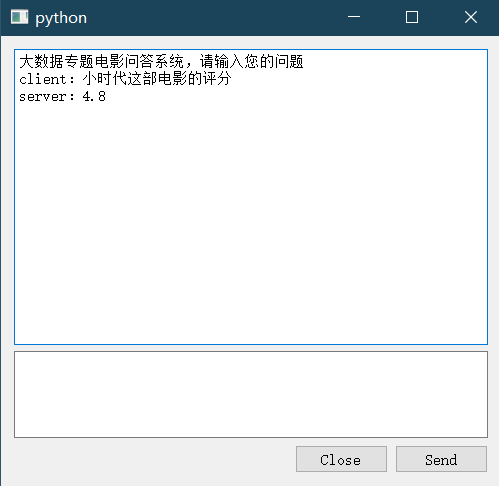 python
大数据专题电影问答系统，请输入您的问题
client：小时代这部电影的评分
server：4.8
Close
Send